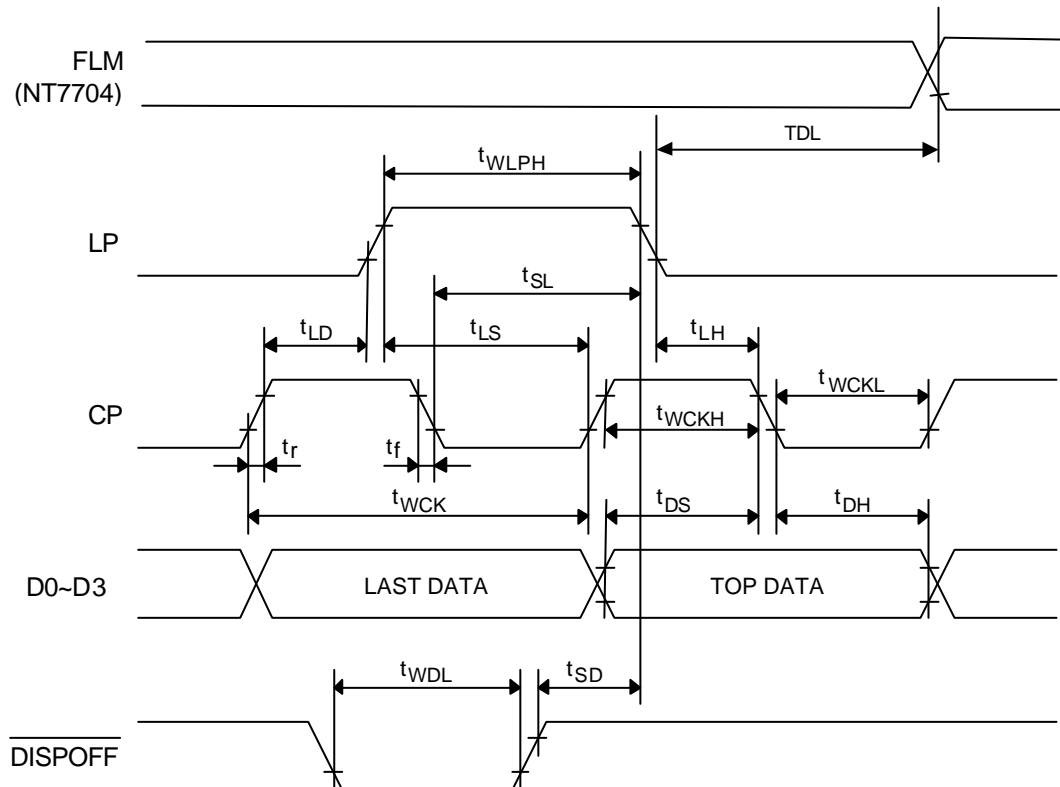 FLM
(NT7704)
TDL
tWLPH
LP
tSL
tLD
tLS
tLH
CP
tWCKL
tWCKH
tr
tf
tWCK
tDS
tDH
D0~D3
LAST DATA
TOP DATA
tWDL
tSD
DISPOFF